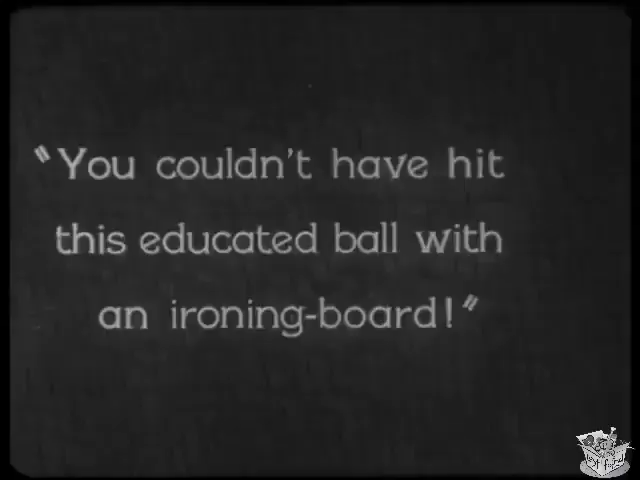 "You couldn't have hit
this educated ball with
an ironing-board!"